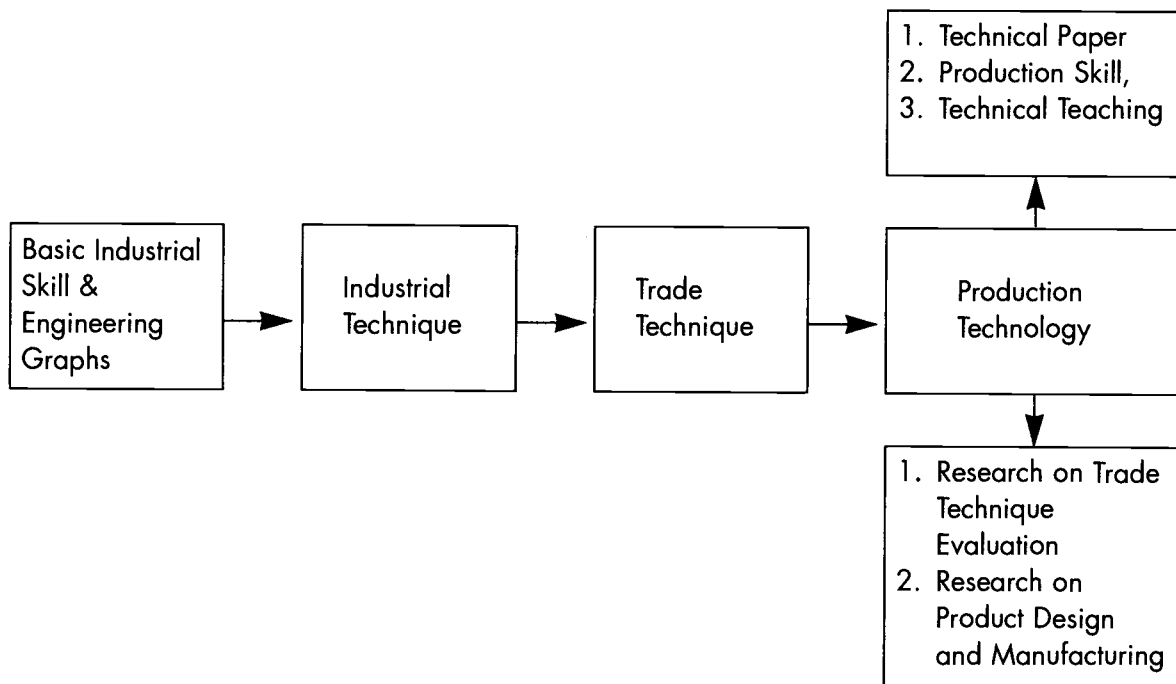 1. Technical Paper
2. Production Skill,
3. Technical Teaching
Basic Industrial
Skill &
Engineering
Graphs
Industrial
Technique
Trade
Technique
Production
Technology
1. Research on Trade
Technique
Evaluation
2. Research on
Product Design
and Manufacturing